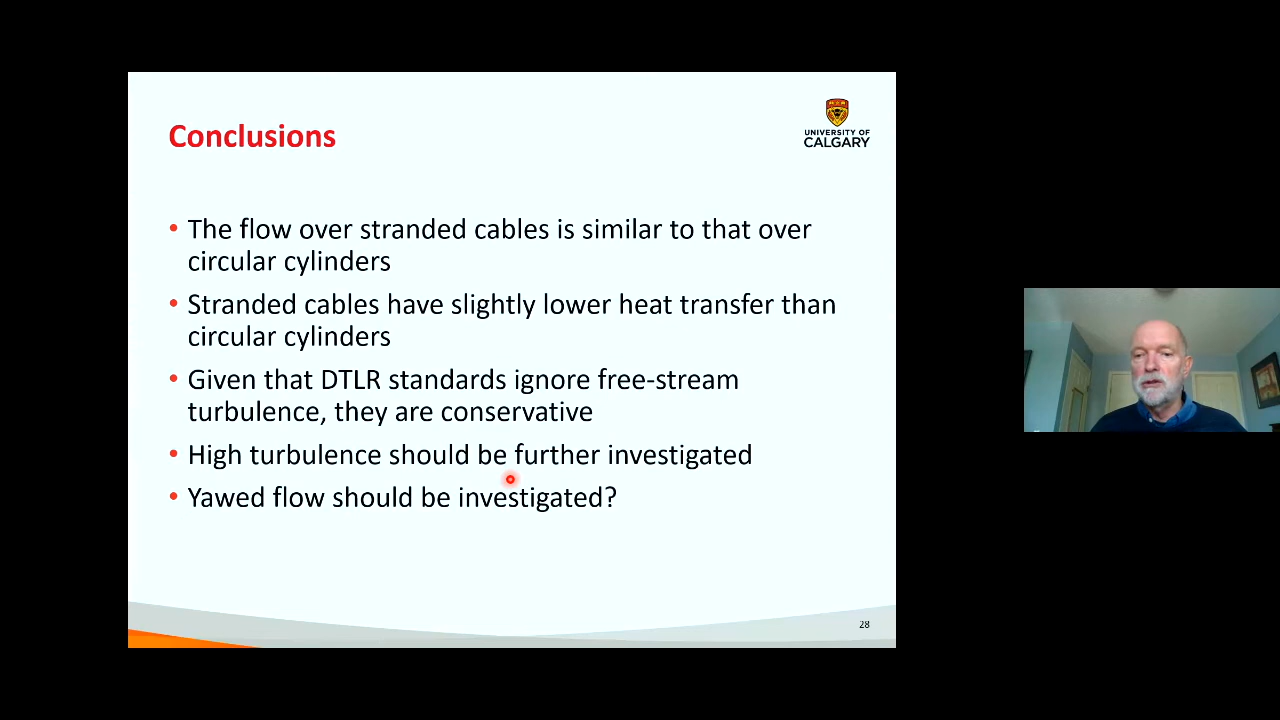 Conclusions
UNIVERSITY OF
CALGARY
• The flow over stranded cables is similar to that over
circular cylinders
• Stranded cables have slightly lower heat transfer than
circular cylinders
• Given that DTLR standards ignore free-stream
turbulence, they are conservative
• High turbulence should be further investigated
• Yawed flow should be investigated?
28